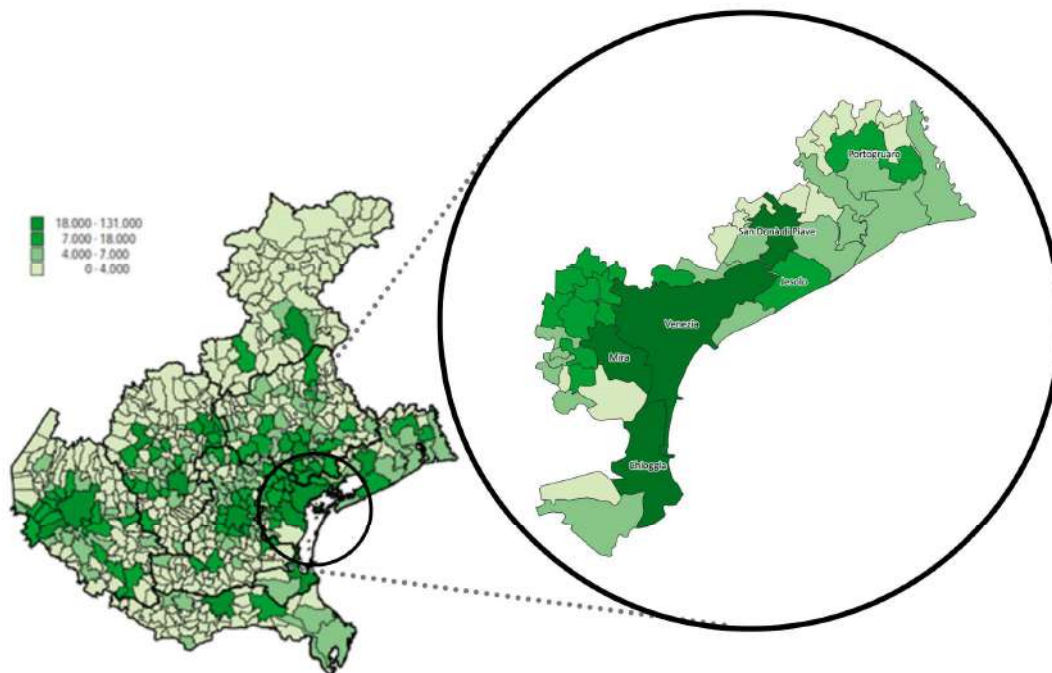 18.000 - 131.000
7.000 - 18.000
4.000 - 7.000
0 - 4.000
Portogruaro
San Donà di Piave
Jesolo
Venezia
Mira
Chioggia